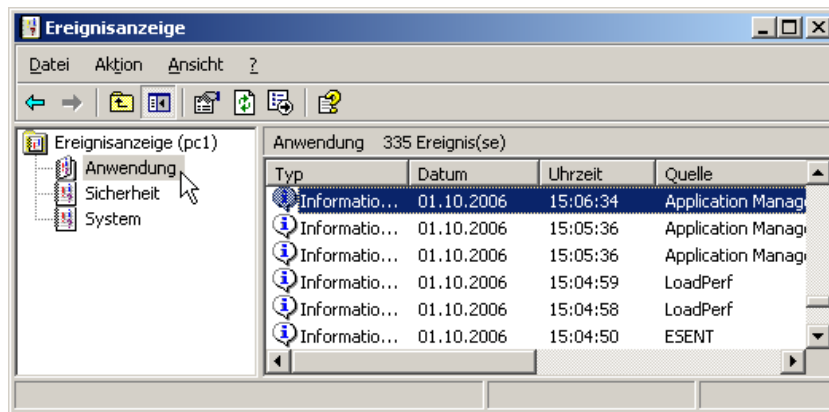 Ereignisanzeige
Datei Aktion Ansicht ?
Ereignisanzeige (pc1)
Anwendung
Sicherheit
System
Anwendung 335 Ereignis(se)
Typ Datum Uhrzeit Quelle
Informatio... 01.10.2006 15:06:34 Application Manag
Informatio... 01.10.2006 15:05:36 Application Manag
Informatio... 01.10.2006 15:05:36 Application Manag
Informatio... 01.10.2006 15:04:59 LoadPerf
Informatio... 01.10.2006 15:04:58 LoadPerf
Informatio... 01.10.2006 15:04:50 ESENT